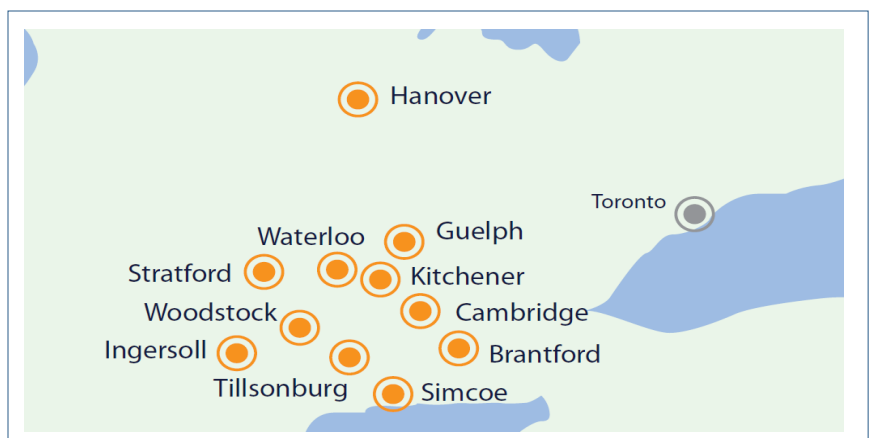 Hanover
Toronto
Guelph
Waterloo
Stratford
Kitchener
Woodstock
Cambridge
Ingersoll
Brantford
Tillsonburg
Simcoe